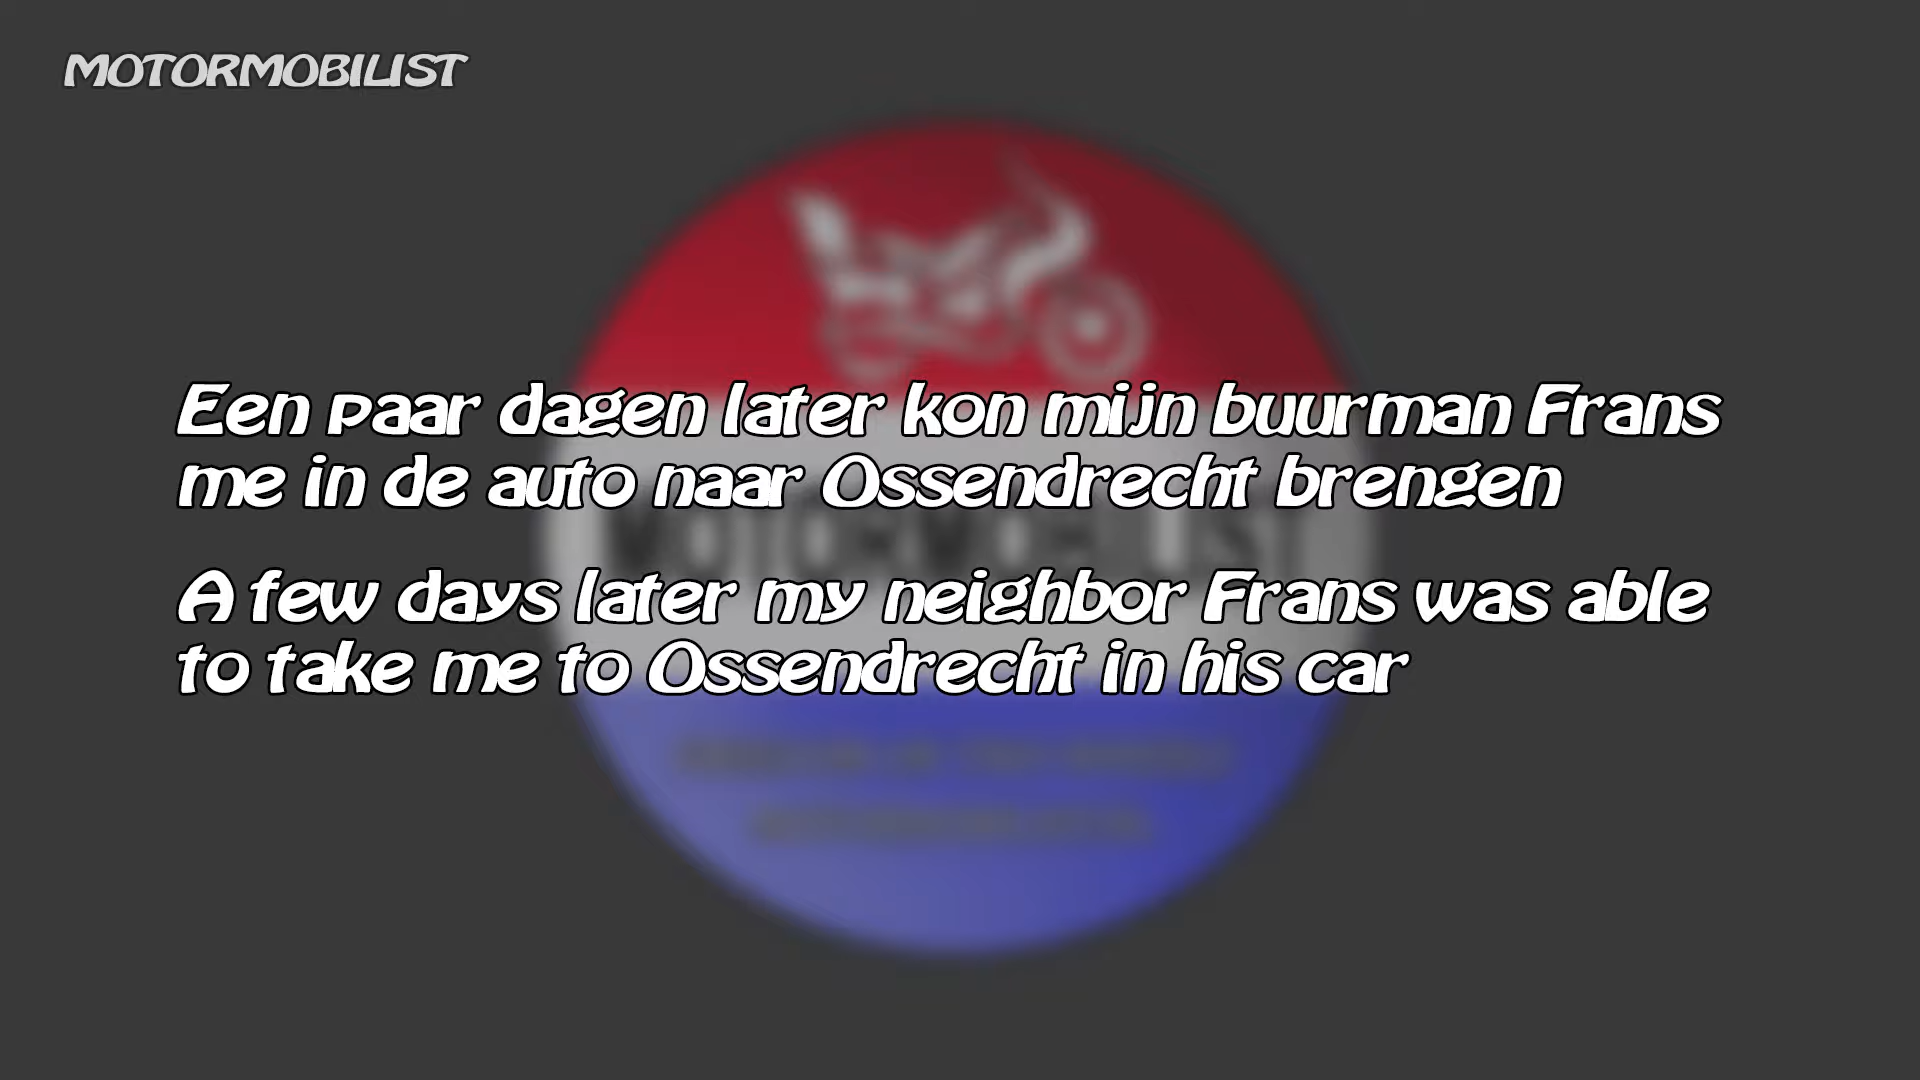 MOTORMOBILIST
Een paar dagen later kon mijn buurman Frans
me in de auto naar Ossendrecht brengen
MOTORMOBILIST
A few days later my neighbor Frans was able
to take me to Ossendrecht in his car